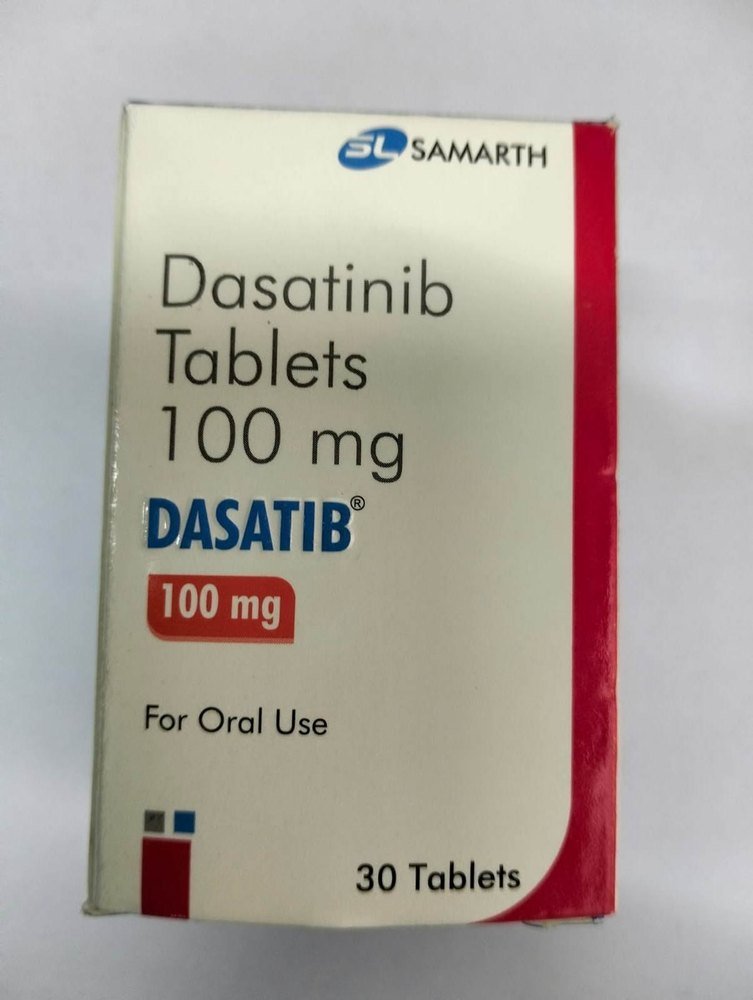 SL SAMARTH
Dasatinib
Tablets
100 mg
DASATIB®
100 mg
For Oral Use
30 Tablets